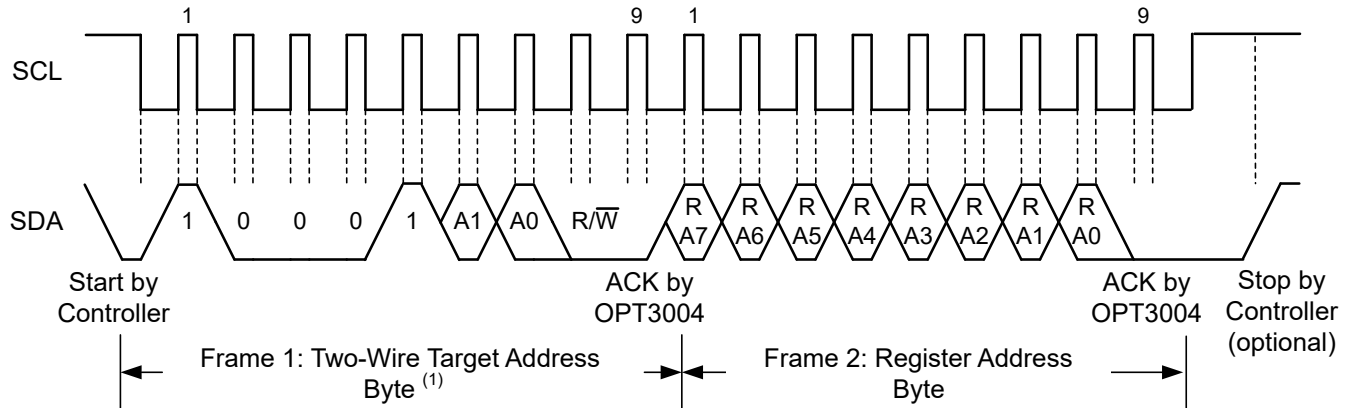 1 9 1 9
SCL
SDA
1 0 0 0 1 A1 A0 R/W̅ R A7 R A6 R A5 R A4 R A3 R A2 R A1 R A0
Start by
Controller
ACK by
OPT3004
ACK by
OPT3004
Stop by
Controller
(optional)
Frame 1: Two-Wire Target Address
Byte (1)
Frame 2: Register Address
Byte